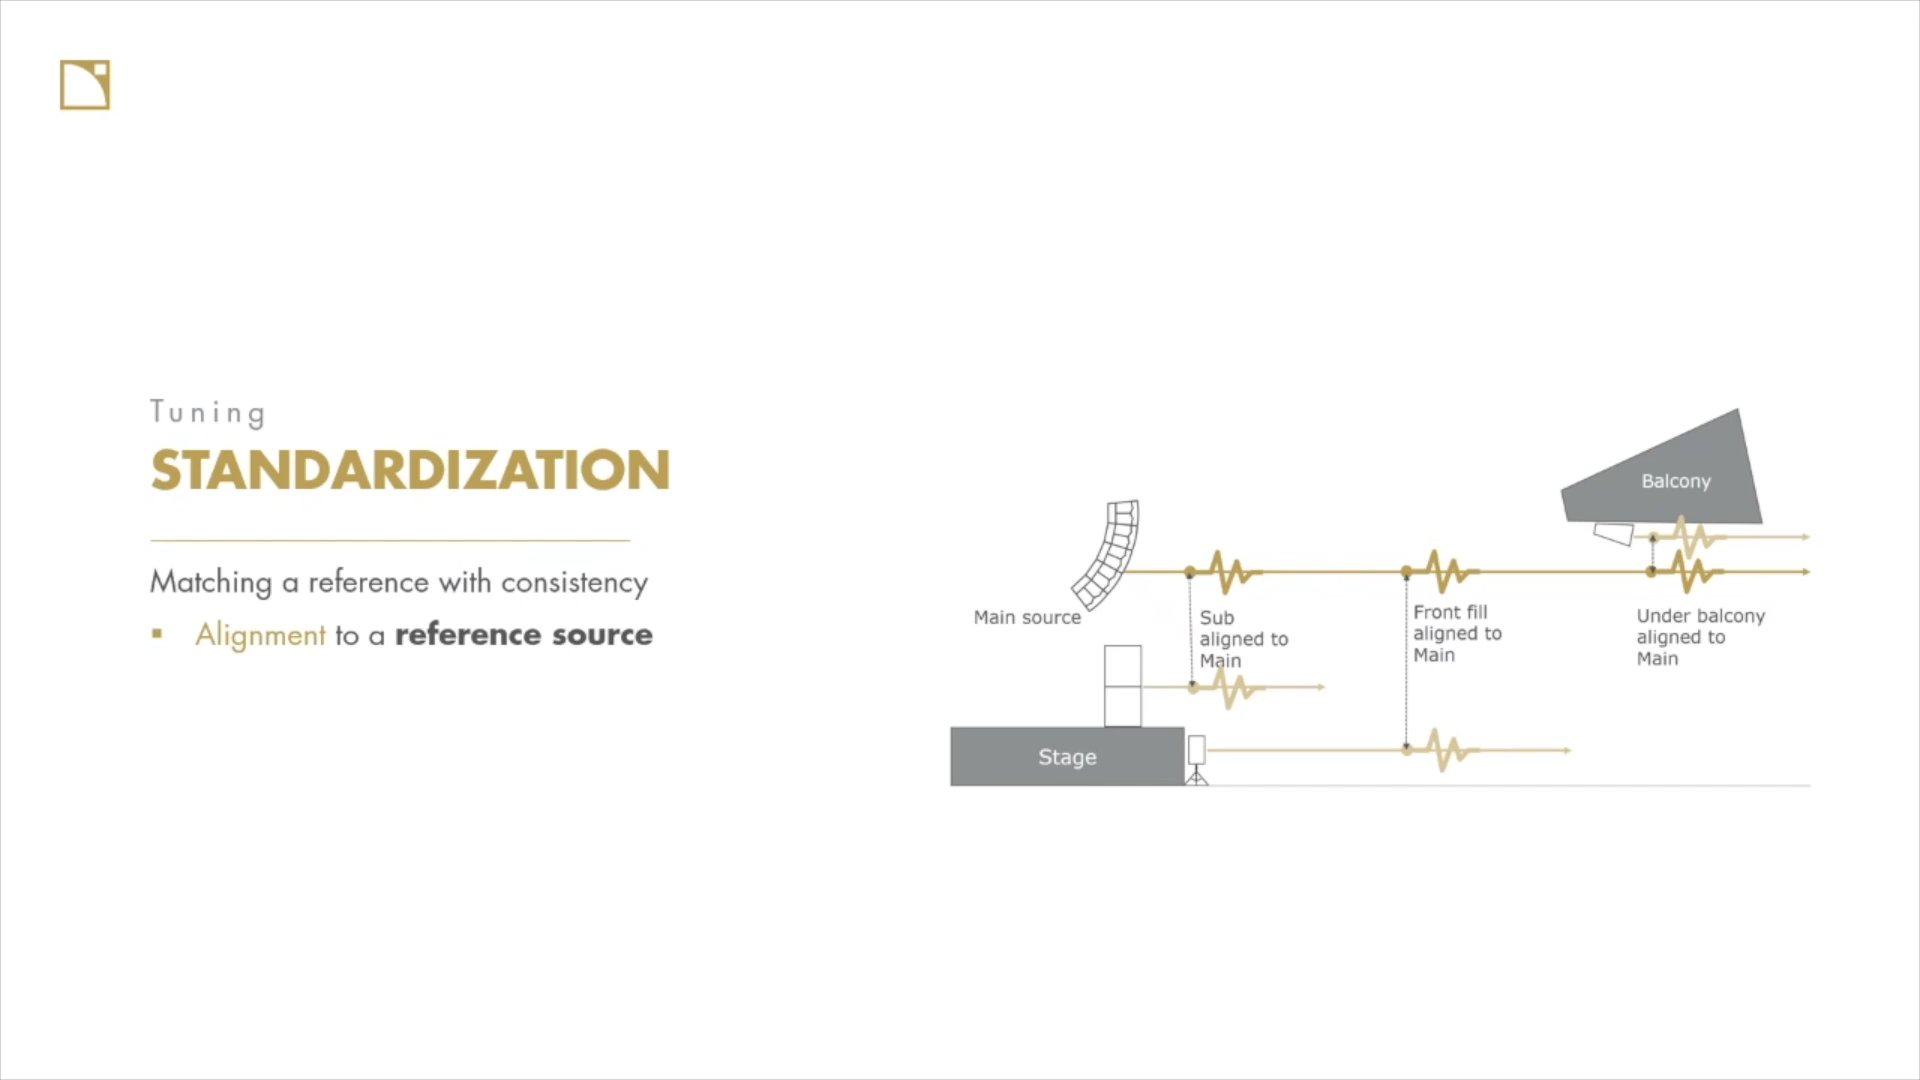 Tuning
STANDARDIZATION
Matching a reference with consistency
▪ Alignment to a reference source
Balcony
Main source
Sub
aligned to
Main
Front fill
aligned to
Main
Under balcony
aligned to
Main
Stage